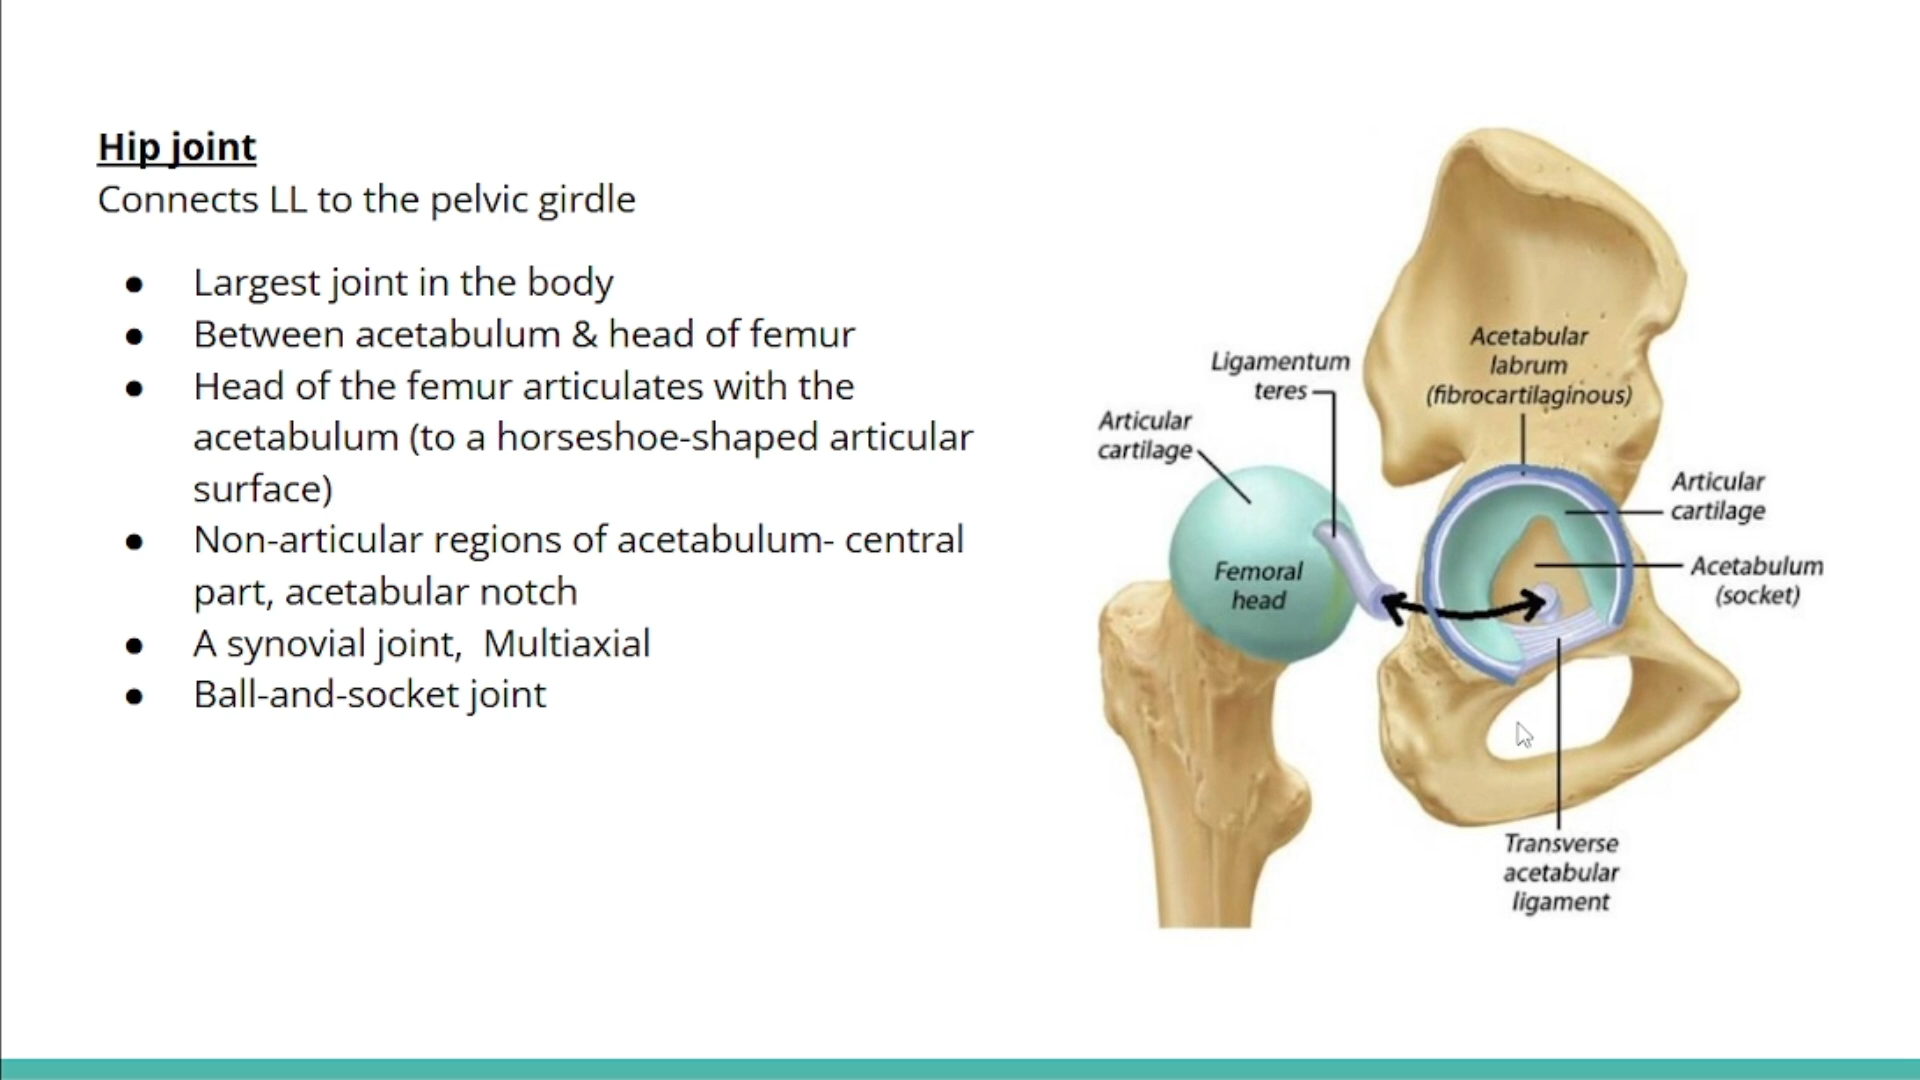 Hip joint
Connects LL to the pelvic girdle
● Largest joint in the body
● Between acetabulum & head of femur
● Head of the femur articulates with the
acetabulum (to a horseshoe-shaped articular
surface)
● Non-articular regions of acetabulum- central
part, acetabular notch
● A synovial joint,  Multiaxial
● Ball-and-socket joint
Ligamentum
teres
Articular
cartilage
Femoral
head
Acetabular
labrum
(fibrocartilaginous)
Articular
cartilage
Acetabulum
(socket)
Transverse
acetabular
ligament